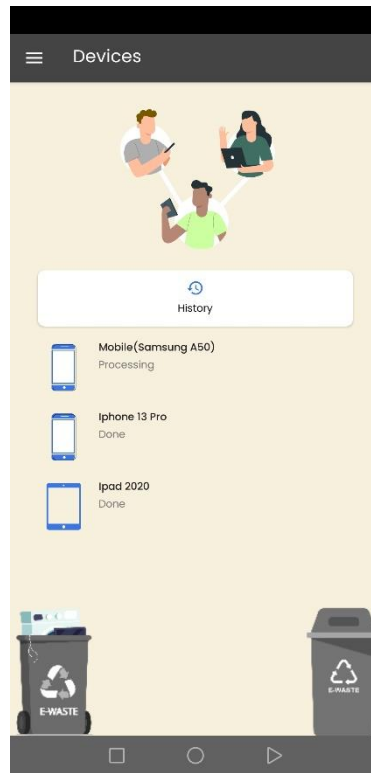 Devices
History
Mobile(Samsung A50)
Processing
Iphone 13 Pro
Done
Ipad 2020
Done
E-WASTE
E-WASTE